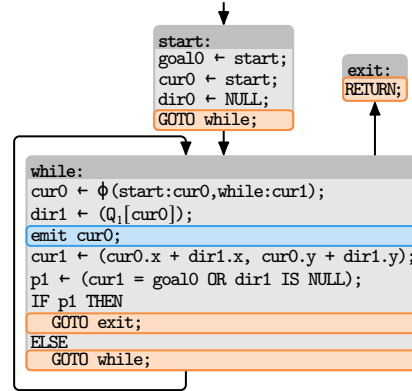 start:
goal0 ← start;
cur0 ← start;
dir0 ← NULL;
GOTO while;
exit:
RETURN;
while:
cur0 ← ϕ(start:cur0,while:cur1);
dir1 ← (Q₁[cur0]);
emit cur0;
cur1 ← (cur0.x + dir1.x, cur0.y + dir1.y);
p1 ← (cur1 = goal0 OR dir1 IS NULL);
IF p1 THEN
GOTO exit;
ELSE
GOTO while;